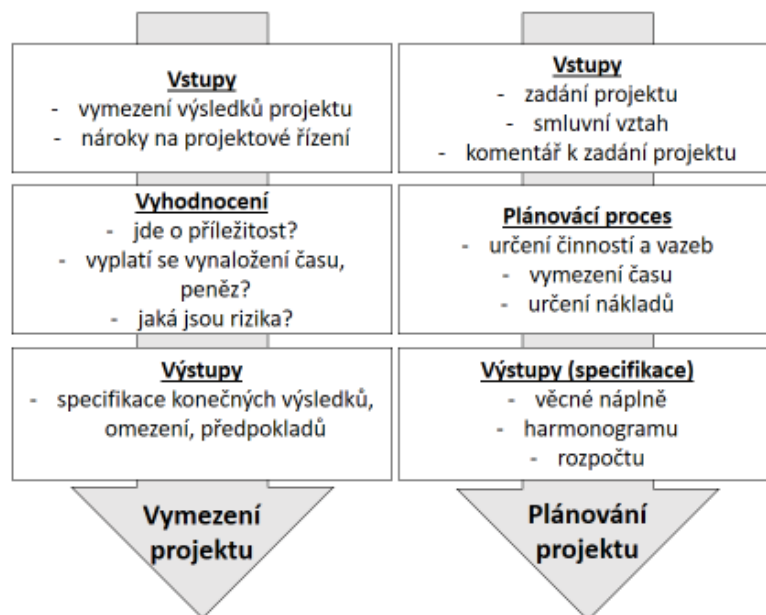 Vstupy
- vymezení výsledků projektu
- nároky na projektové řízení
Vyhodnocení
- jde o příležitost?
- vyplatí se vynaložení času,
peněz?
- jaká jsou rizika?
Výstupy
- specifikace konečných výsledků,
omezení, předpokladů
Vymezení
projektu
Vstupy
- zadání projektu
- smluvní vztah
- komentář k zadání projektu
Plánovácí proces
- určení činností a vazeb
- vymezení času
- určení nákladů
Výstupy (specifikace)
- věcné náplně
- harmonogramu
- rozpočtu
Plánování
projektu